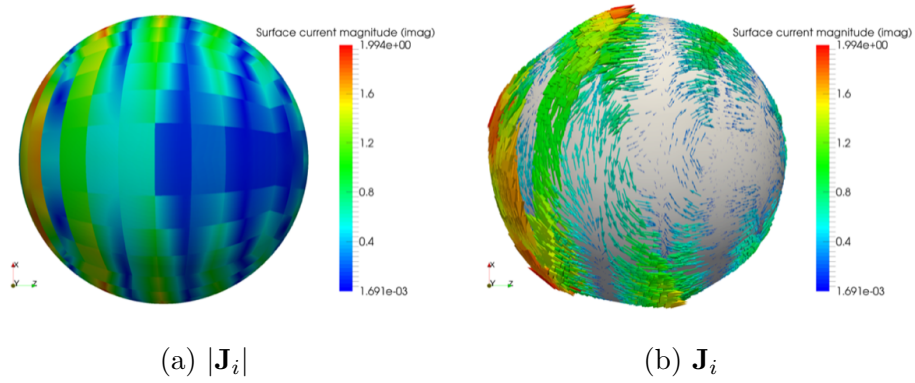 Surface current magnitude (imag)
1.994e+00
1.6
1.2
0.8
0.4
1.691e-03
X
Y Z
(a) |J_i|
Surface current magnitude (imag)
1.994e+00
1.6
1.2
0.8
0.4
1.691e-03
X
Y Z
(b) J_i